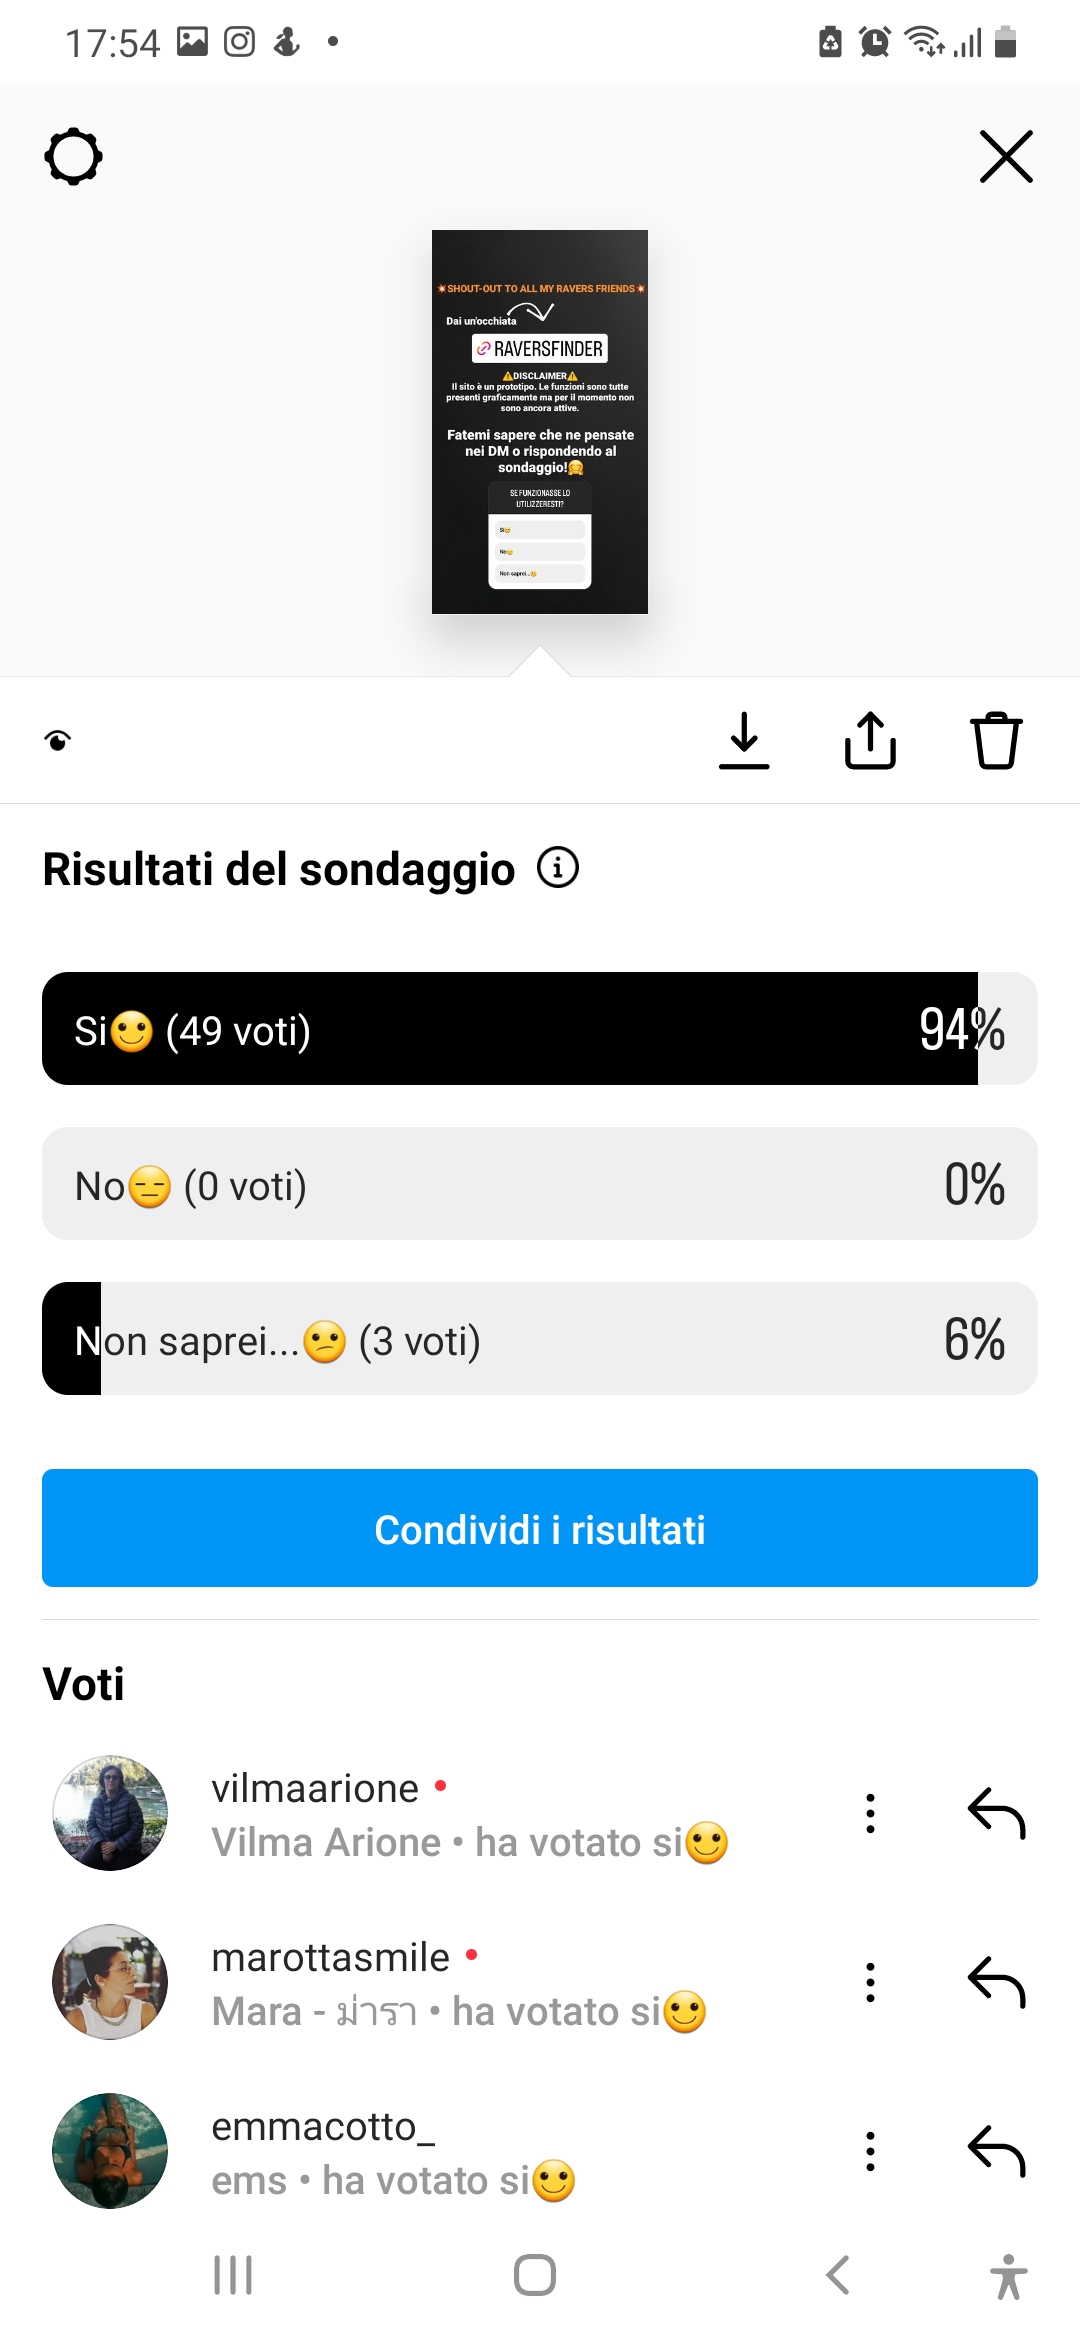 17:54
💥SHOUT-OUT TO ALL MY RAVERS FRIENDS💥
Dai un'occhiata
RAVERSFINDER
⚠️DISCLAIMER⚠️
Il sito è un prototipo. Le funzioni sono tutte
presenti graficamente ma per il momento non
sono ancora attive.
Fatemi sapere che ne pensate
nei DM o rispondendo al
sondaggio!🤗
SE FUNZIONASSE LO
UTILIZZERESTI?
Si🙂
No😑
Non saprei...😕
Risultati del sondaggio
Si🙂 (49 voti) 94%
No😑 (0 voti) 0%
Non saprei...😕 (3 voti) 6%
Condividi i risultati
Voti
vilmaarione
Vilma Arione • ha votato si🙂
marottasmile
Mara - ม่ารา • ha votato si🙂
emmacotto_
ems • ha votato si🙂